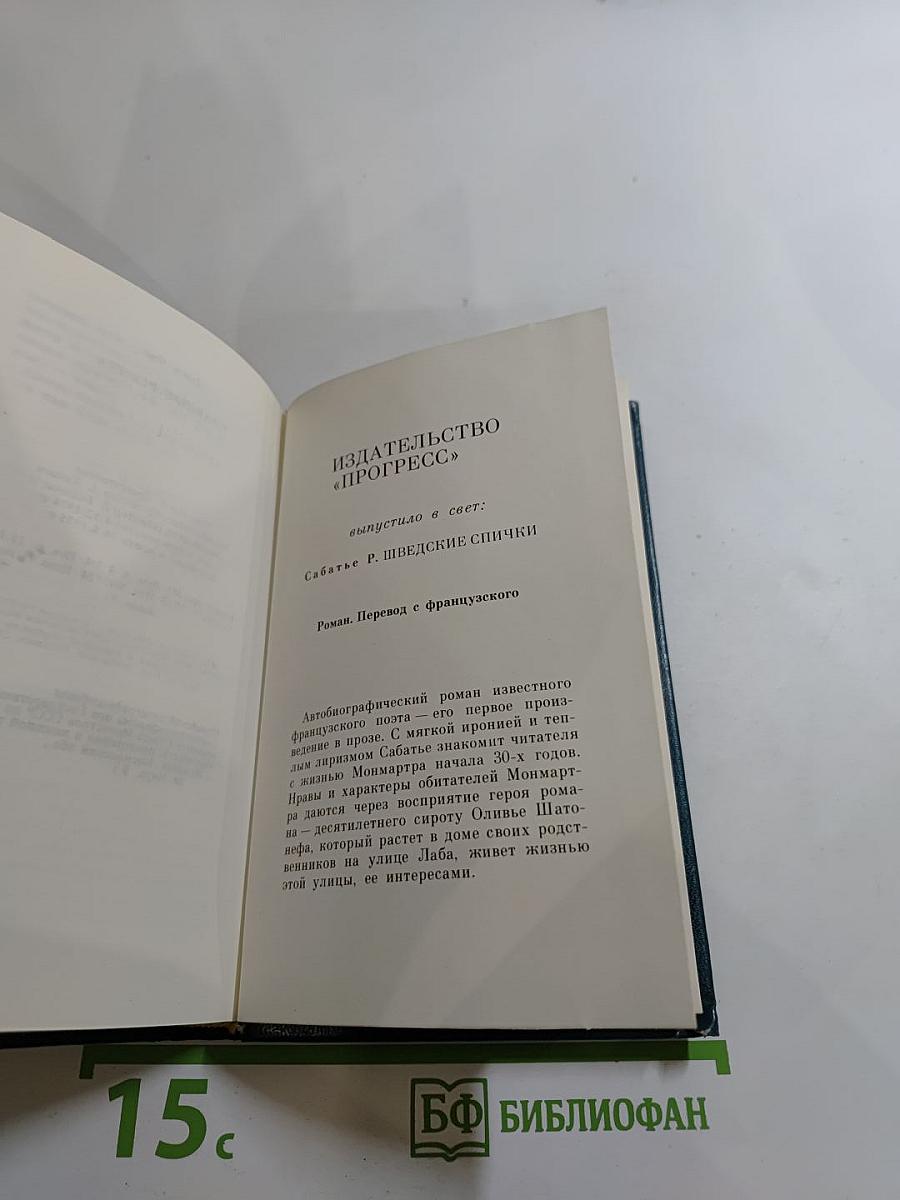 ИЗДАТЕЛЬСТВО
«ПРОГРЕСС»
выпустило в свет:
Сабатье Р. ШВЕДСКИЕ СПИЧКИ
Роман. Перевод с французского
Автобиографический роман известного
французского поэта — его первое произ-
ведение в прозе. С мягкой иронией и теп-
лым лиризмом Сабатье знакомит читателя
с жизнью Монмартра начала 30-х годов.
Нравы и характеры обитателей Монмарт-
ра даются через восприятие героя рома-
на — десятилетнего сироту Оливье Шато-
нефа, который растет в доме своих родст-
венников на улице Лаба, живет жизнью
этой улицы, ее интересами.
15 с
БФ БИБЛИОФАН